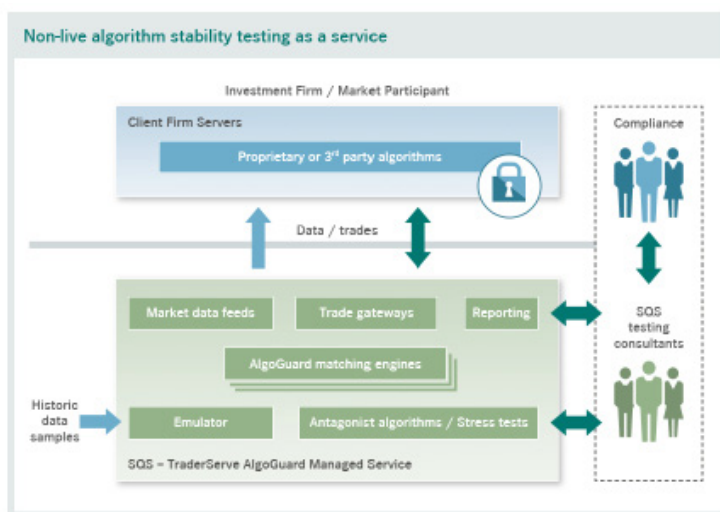 Non-live algorithm stability testing as a service
Investment Firm / Market Participant
Client Firm Servers
Proprietary or 3rd party algorithms
Compliance
Data / trades
Market data feeds
Trade gateways
Reporting
SQS
testing
consultants
AlgoGuard matching engines
Historic
data
samples
Emulator
Antagonist algorithms / Stress tests
SQS – TraderServe AlgoGuard Managed Service